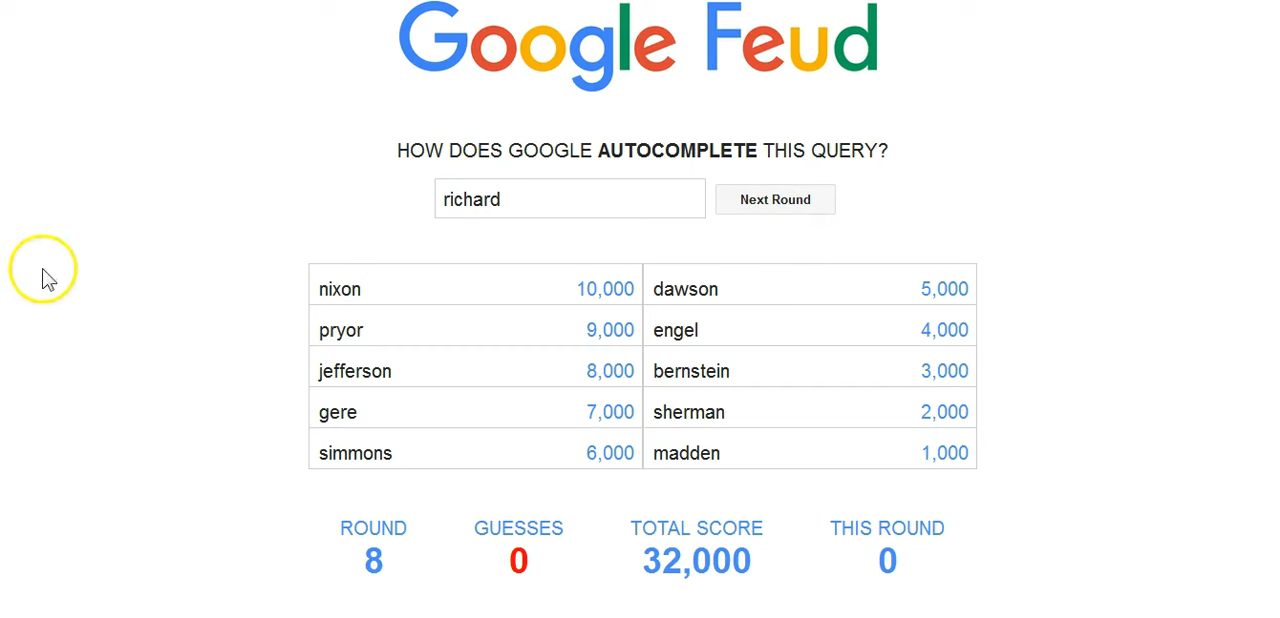 Google Feud
HOW DOES GOOGLE AUTOCOMPLETE THIS QUERY?
richard
Next Round
nixon 10,000 dawson 5,000
pryor 9,000 engel 4,000
jefferson 8,000 bernstein 3,000
gere 7,000 sherman 2,000
simmons 6,000 madden 1,000
ROUND GUESSES TOTAL SCORE THIS ROUND
8 0 32,000 0